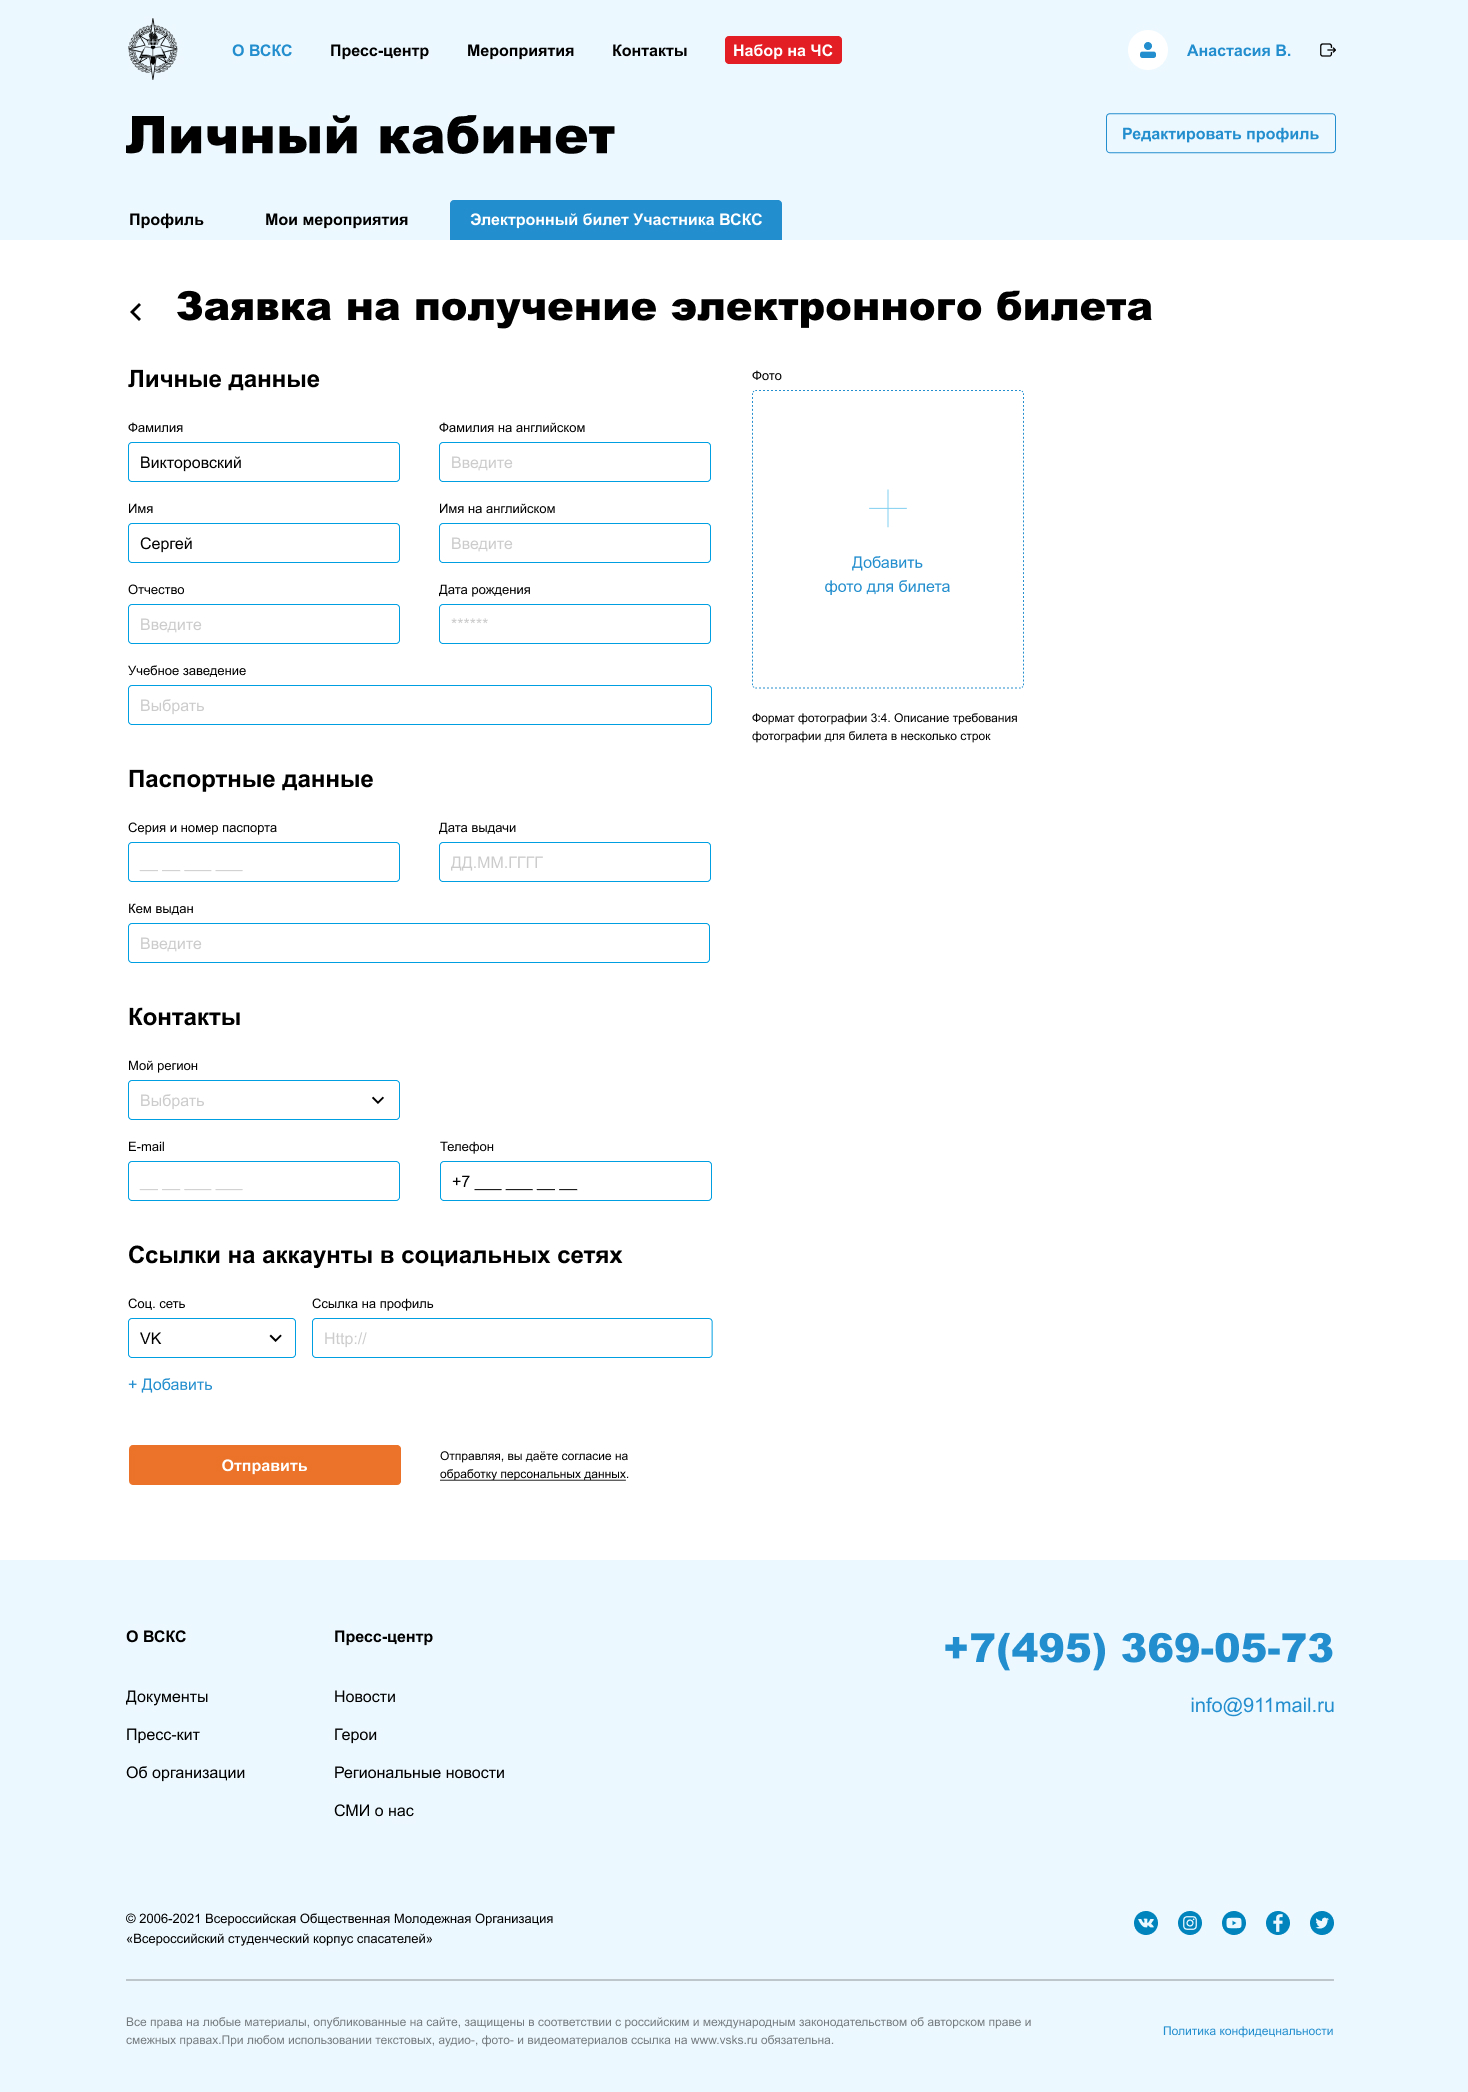 О ВСКС
Пресс-центр
Мероприятия
Контакты
Набор на ЧС
Анастасия В.
Личный кабинет
Редактировать профиль
Профиль
Мои мероприятия
Электронный билет Участника ВСКС
Заявка на получение электронного билета
Личные данные
Фамилия
Викторовский
Фамилия на английском
Введите
Имя
Сергей
Имя на английском
Введите
Отчество
Введите
Дата рождения
******
Учебное заведение
Выбрать
Фото
Добавить
фото для билета
Формат фотографии 3:4. Описание требования
фотографии для билета в несколько строк
Паспортные данные
Серия и номер паспорта
__ __ ___ ___
Дата выдачи
ДД.ММ.ГГГГ
Кем выдан
Введите
Контакты
Мой регион
Выбрать
E-mail
__ __ ___ ___
Телефон
+7 ___ ___ __ __
Ссылки на аккаунты в социальных сетях
Соц. сеть
VK
Ссылка на профиль
Http://
+ Добавить
Отправить
Отправляя, вы даёте согласие на
обработку персональных данных.
О ВСКС
Документы
Пресс-кит
Об организации
Пресс-центр
Новости
Герои
Региональные новости
СМИ о нас
+7(495) 369-05-73
info@911mail.ru
© 2006-2021 Всероссийская Общественная Молодежная Организация
«Всероссийский студенческий корпус спасателей»
Все права на любые материалы, опубликованные на сайте, защищены в соответствии с российским и международным законодательством об авторском праве и
смежных правах.При любом использовании текстовых, аудио-, фото- и видеоматериалов ссылка на www.vsks.ru обязательна.
Политика конфидецнальности